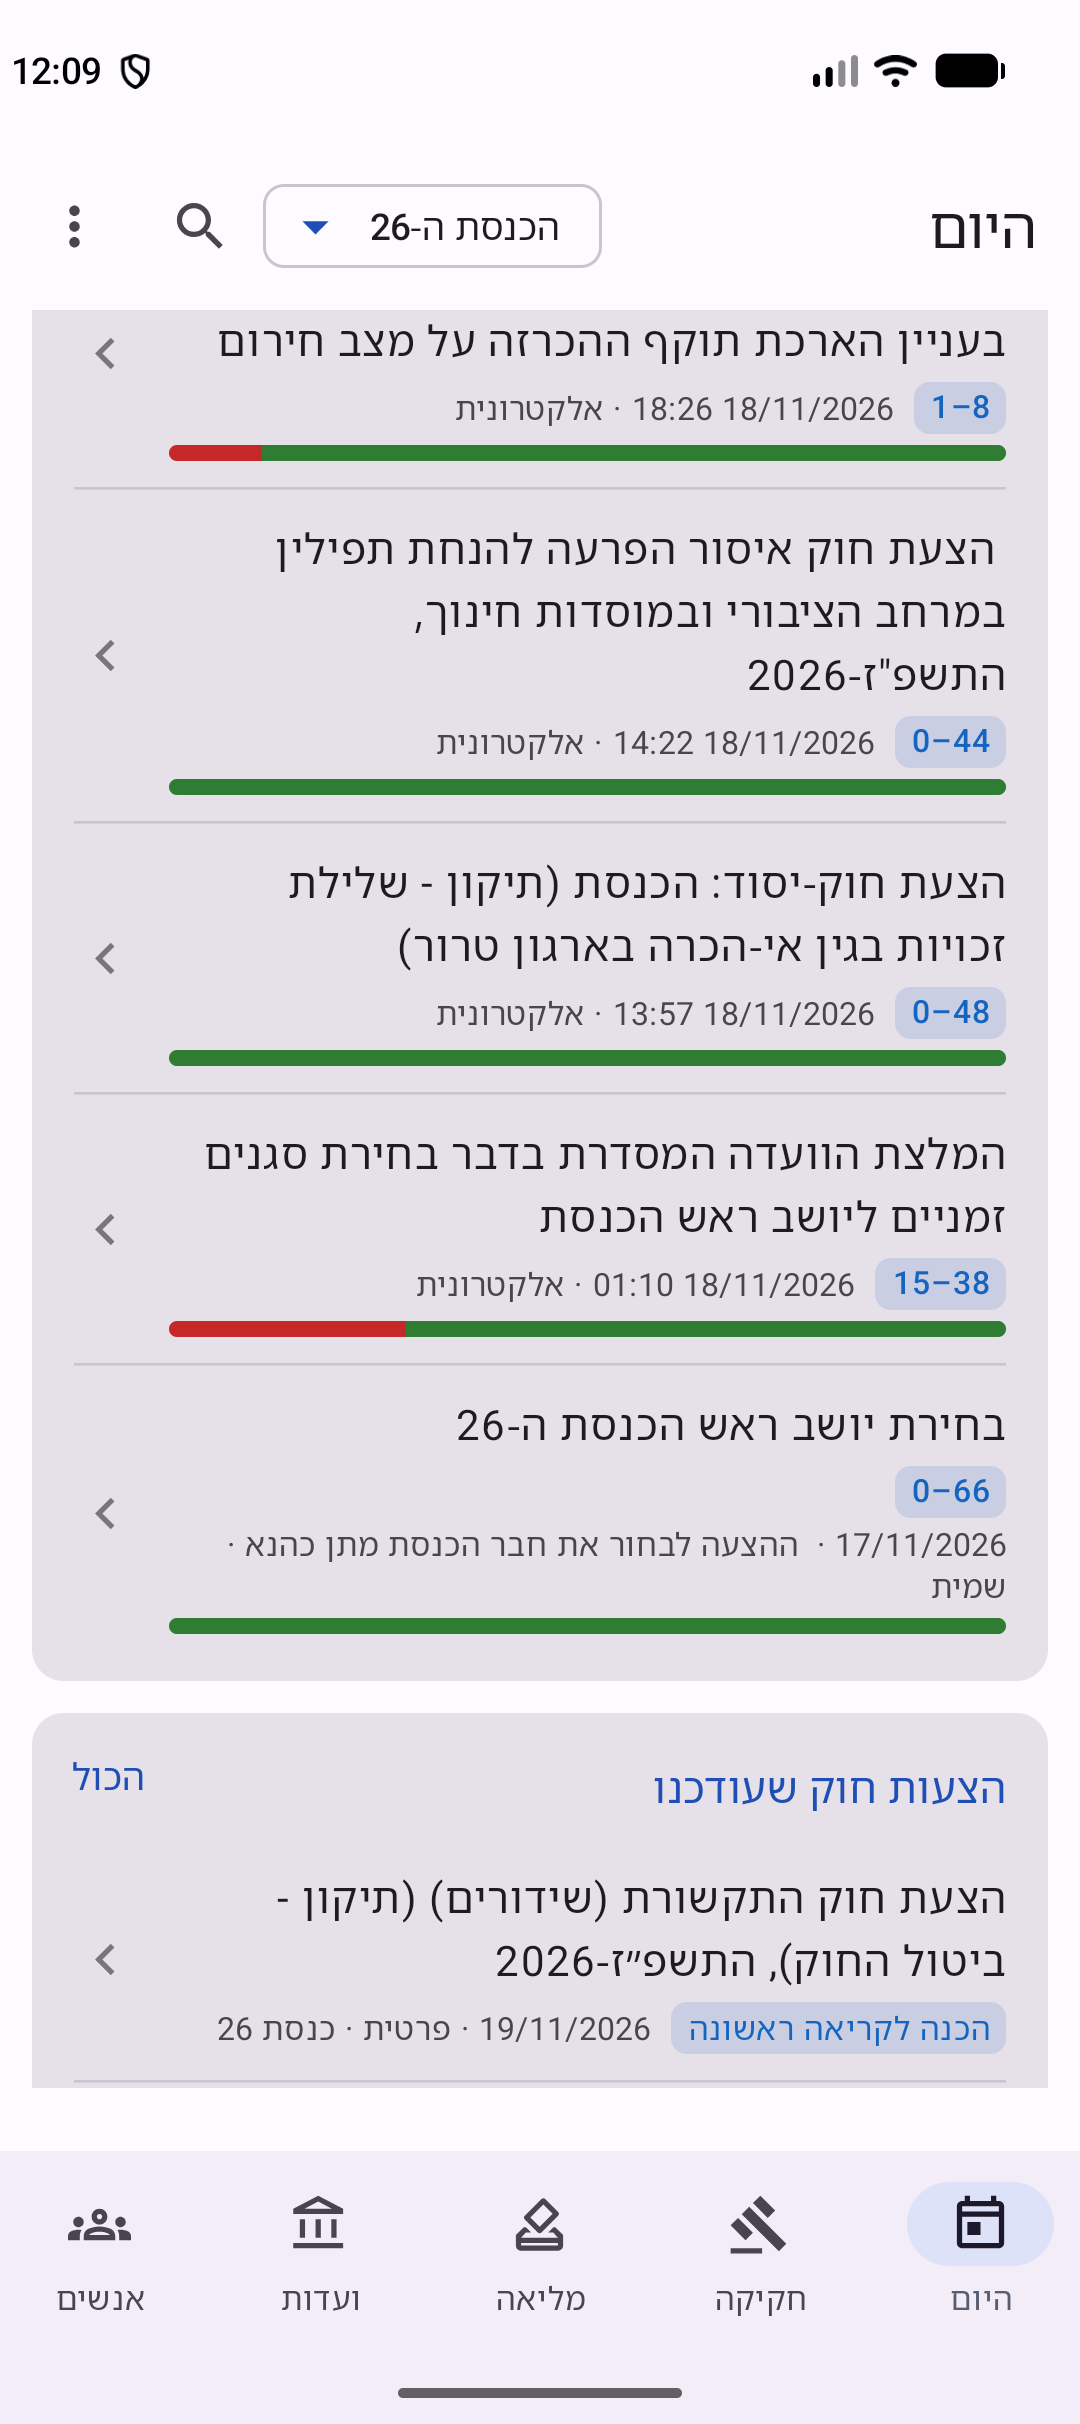 12:09
היום
הכנסת ה-26
בעניין הארכת תוקף ההכרזה על מצב חירום
8–1
18/11/2026 18:26 · אלקטרונית
הצעת חוק איסור הפרעה להנחת תפילין
במרחב הציבורי ובמוסדות חינוך,
התשפ"ז-2026
44–0
18/11/2026 14:22 · אלקטרונית
הצעת חוק-יסוד: הכנסת (תיקון - שלילת
זכויות בגין אי-הכרה בארגון טרור)
48–0
18/11/2026 13:57 · אלקטרונית
המלצת הוועדה המסדרת בדבר בחירת סגנים
זמניים ליושב ראש הכנסת
38–15
18/11/2026 01:10 · אלקטרונית
בחירת יושב ראש הכנסת ה-26
66–0
17/11/2026 · ההצעה לבחור את חבר הכנסת מתן כהנא ·
שמית
הצעות חוק שעודכנו
הכול
הצעת חוק התקשורת (שידורים) (תיקון -
ביטול החוק), התשפ״ז-2026
הכנה לקריאה ראשונה
19/11/2026 · פרטית · כנסת 26
היום
חקיקה
מליאה
ועדות
אנשים